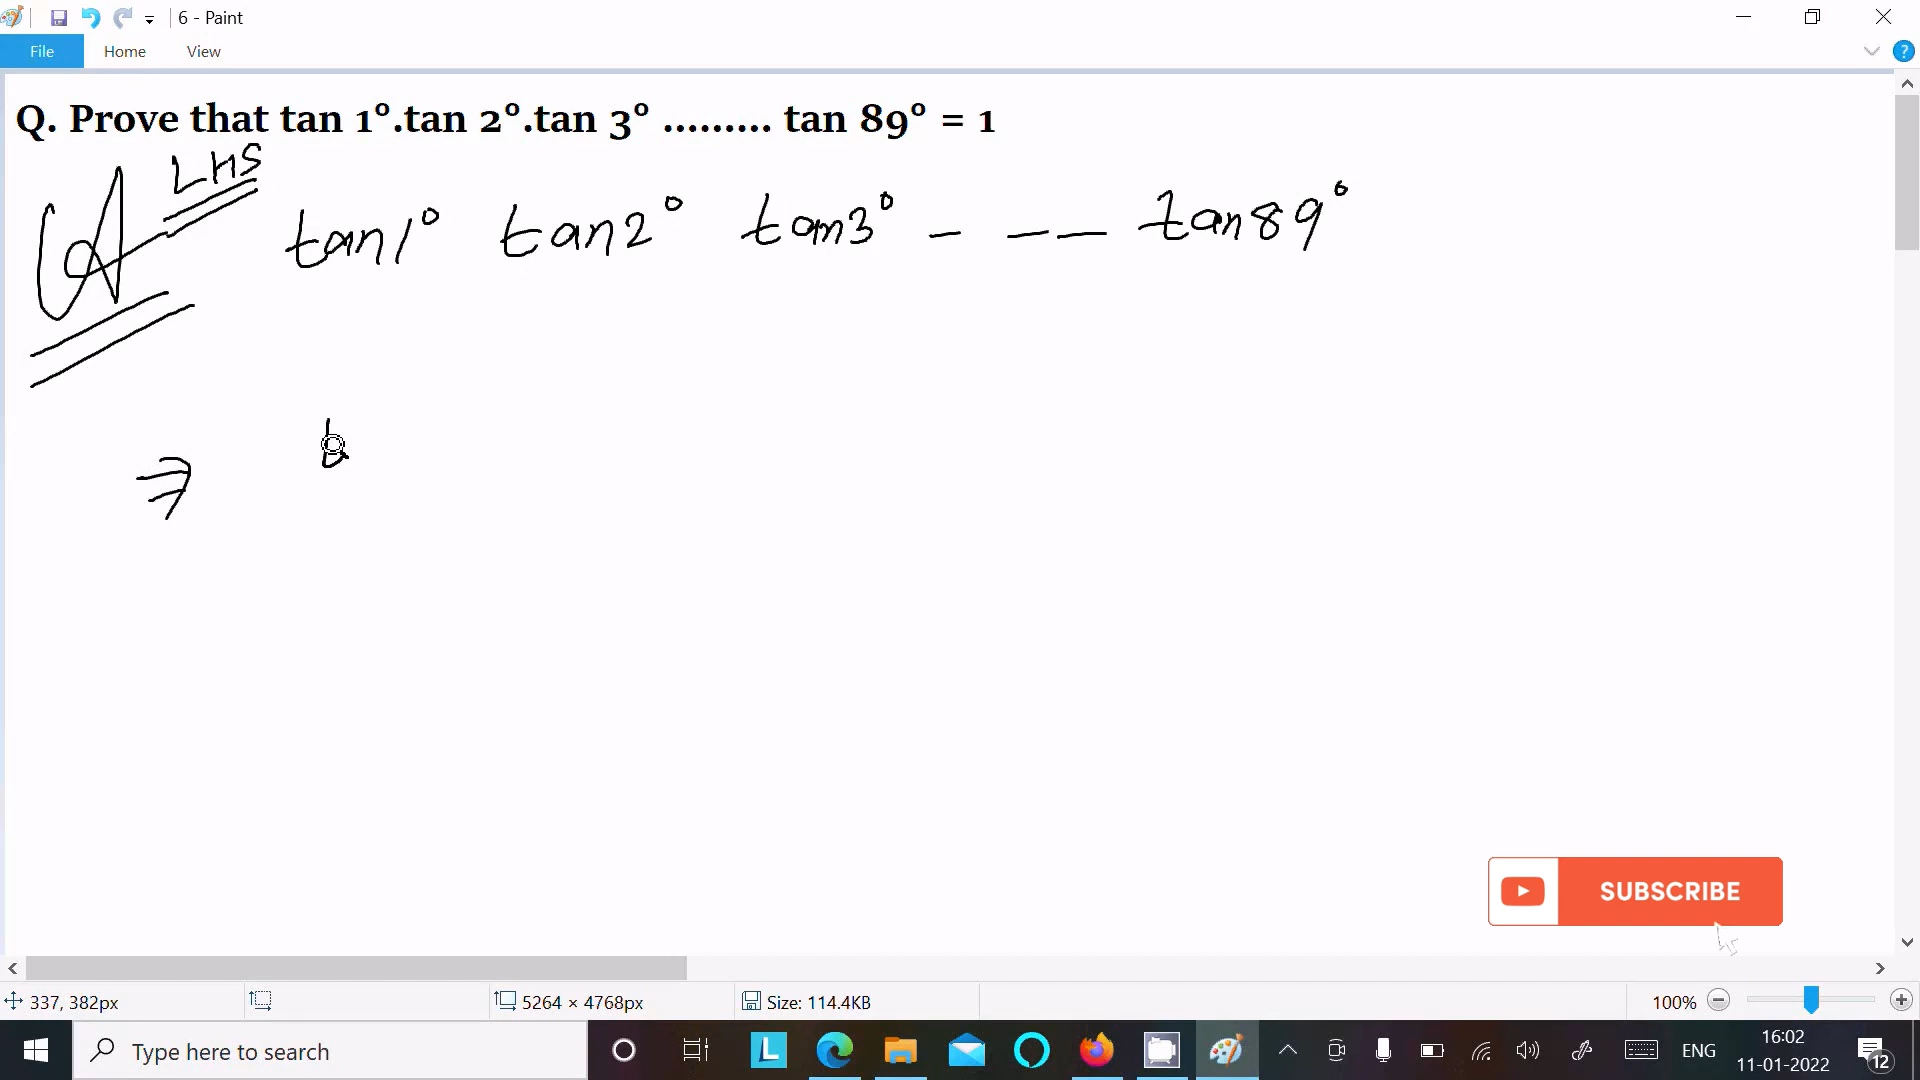 6 - Paint
File Home View
Q. Prove that tan 1°.tan 2°.tan 3° ......... tan 89° = 1
LHS
A
tan1° tan2° tan3° - - - tan89°
⇒
SUBSCRIBE
337, 382px 5264 × 4768px Size: 114.4KB 100%
Type here to search
L
ENG
16:02
11-01-2022
12